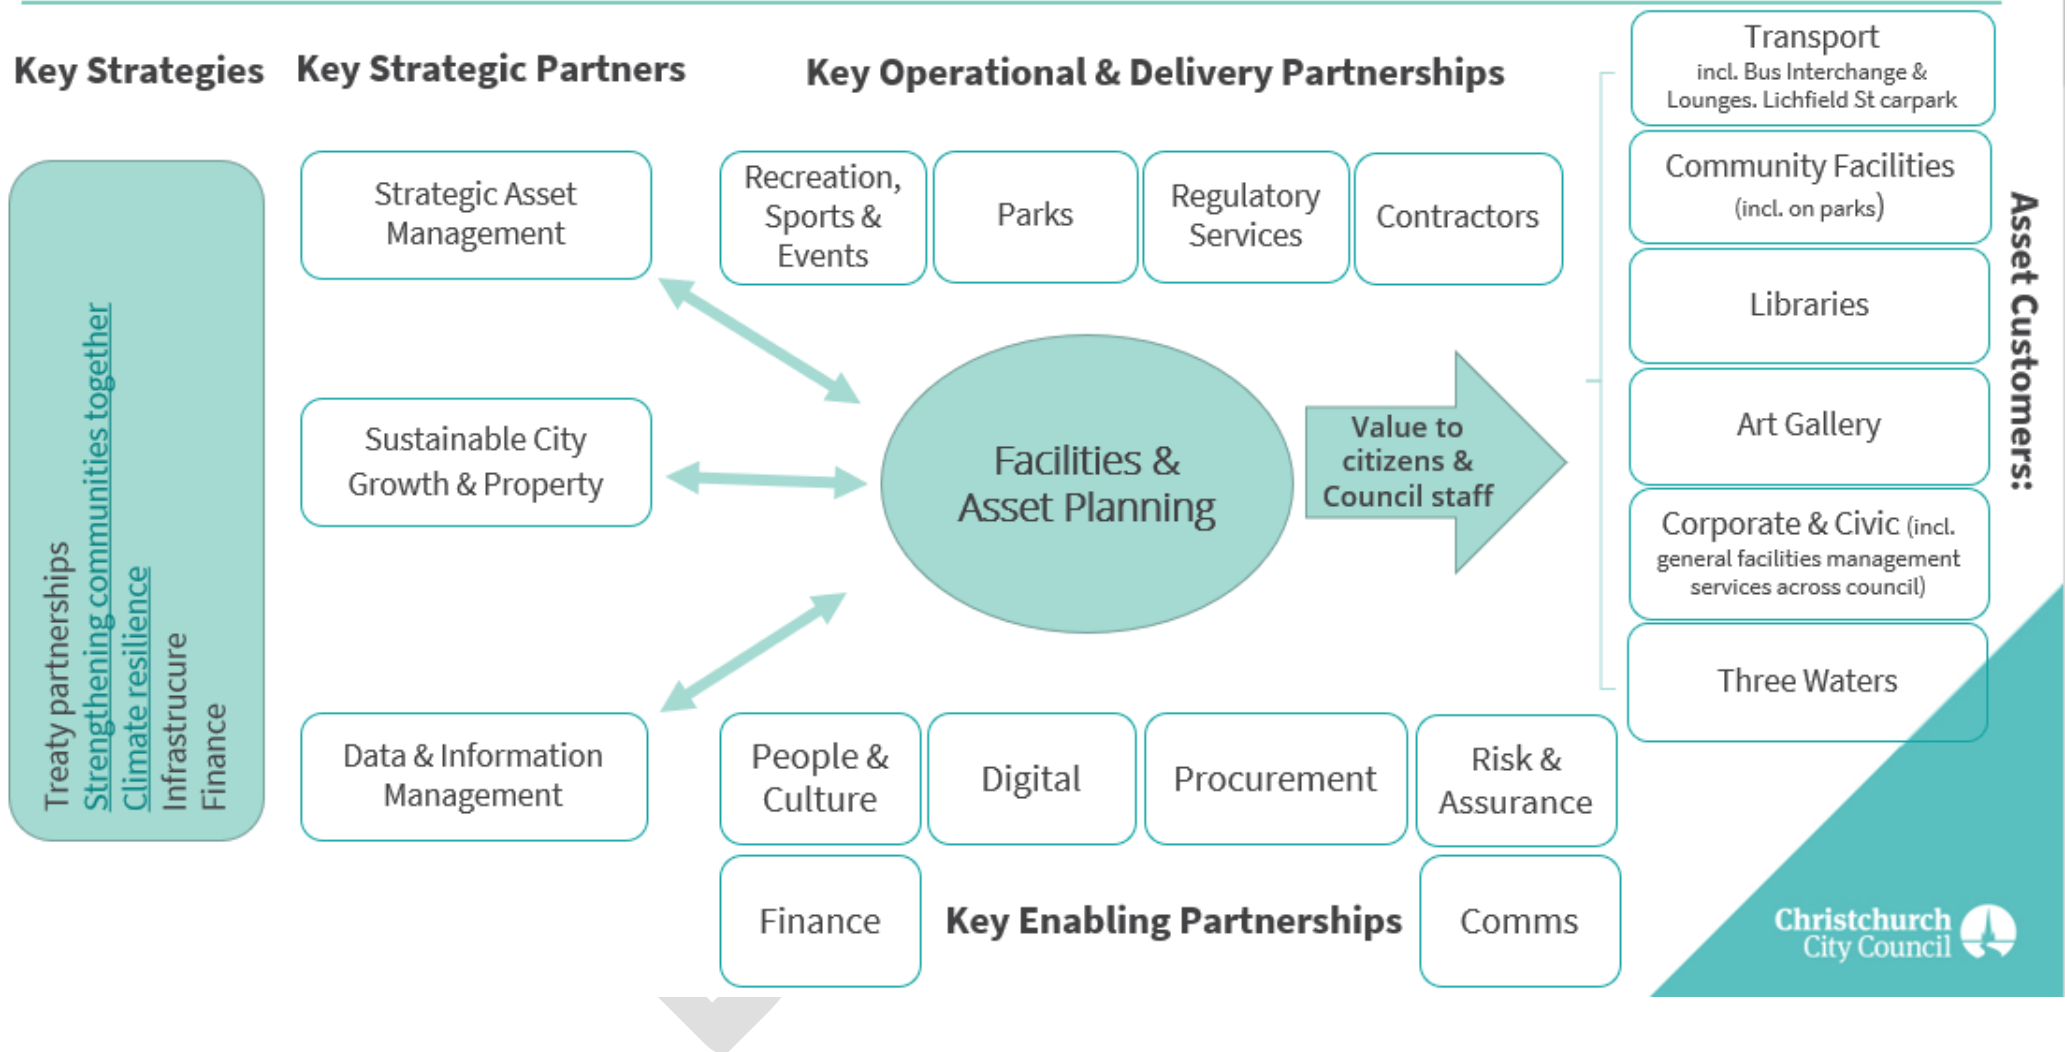 Key Strategies
Treaty partnerships
Strengthening communities together
Climate resilience
Infrastrucure
Finance
Key Strategic Partners
Strategic Asset
Management
Sustainable City
Growth & Property
Data & Information
Management
Key Operational & Delivery Partnerships
Recreation,
Sports &
Events
Parks
Regulatory
Services
Contractors
Facilities &
Asset Planning
Value to
citizens &
Council staff
People &
Culture
Digital
Procurement
Risk &
Assurance
Finance
Key Enabling Partnerships
Comms
Asset Customers:
Transport
incl. Bus Interchange &
Lounges. Lichfield St carpark
Community Facilities
(incl. on parks)
Libraries
Art Gallery
Corporate & Civic (incl.
general facilities management
services across council)
Three Waters
Christchurch
City Council